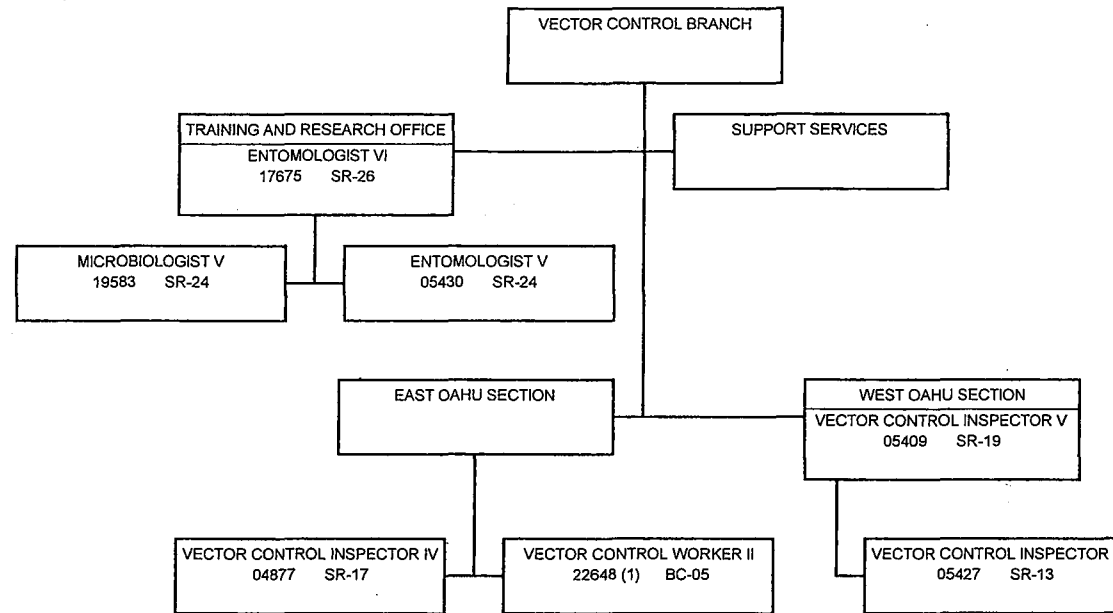 VECTOR CONTROL BRANCH
TRAINING AND RESEARCH OFFICE
ENTOMOLOGIST VI
17675 SR-26
SUPPORT SERVICES
MICROBIOLOGIST V
19583 SR-24
ENTOMOLOGIST V
05430 SR-24
EAST OAHU SECTION
WEST OAHU SECTION
VECTOR CONTROL INSPECTOR V
05409 SR-19
VECTOR CONTROL INSPECTOR IV
04877 SR-17
VECTOR CONTROL WORKER II
22648 (1) BC-05
VECTOR CONTROL INSPECTOR
05427 SR-13